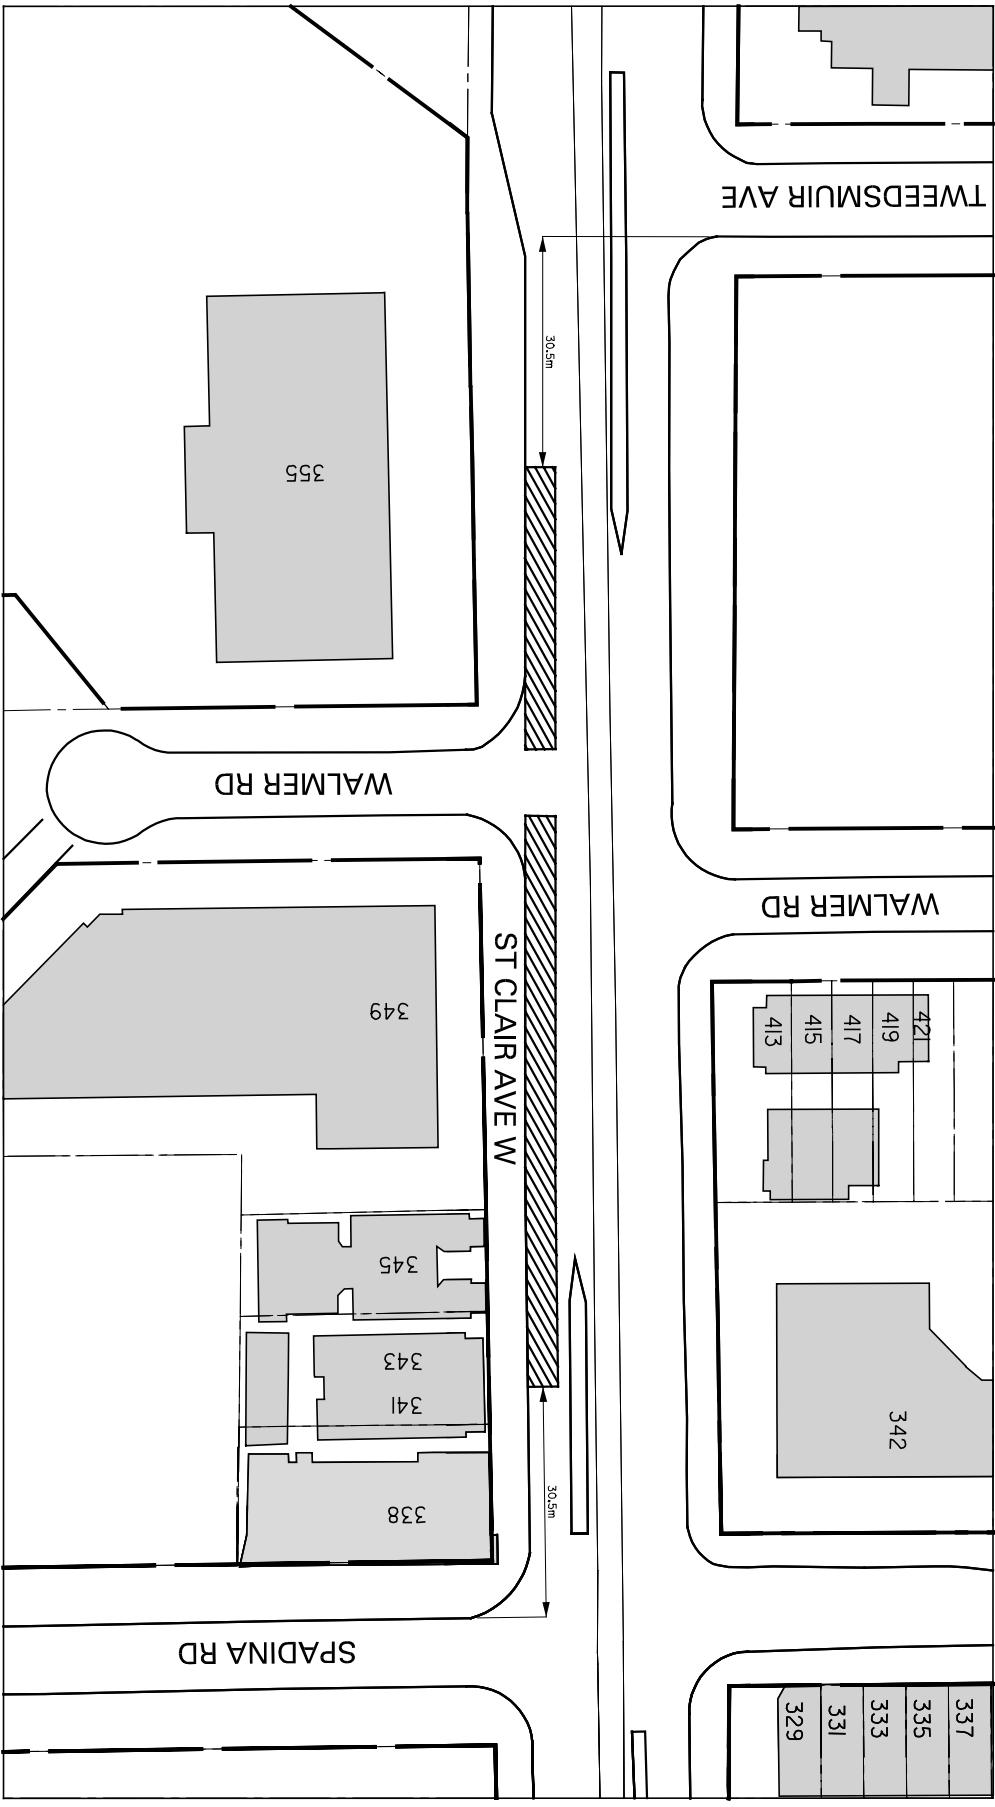 TWEEDSMUIR AVE
30.5m
355
WALMER RD
WALMER RD
ST CLAIR AVE W
349
413
415
417
419
421
345
343
341
342
338
30.5m
SPADINA RD
329
331
333
335
337